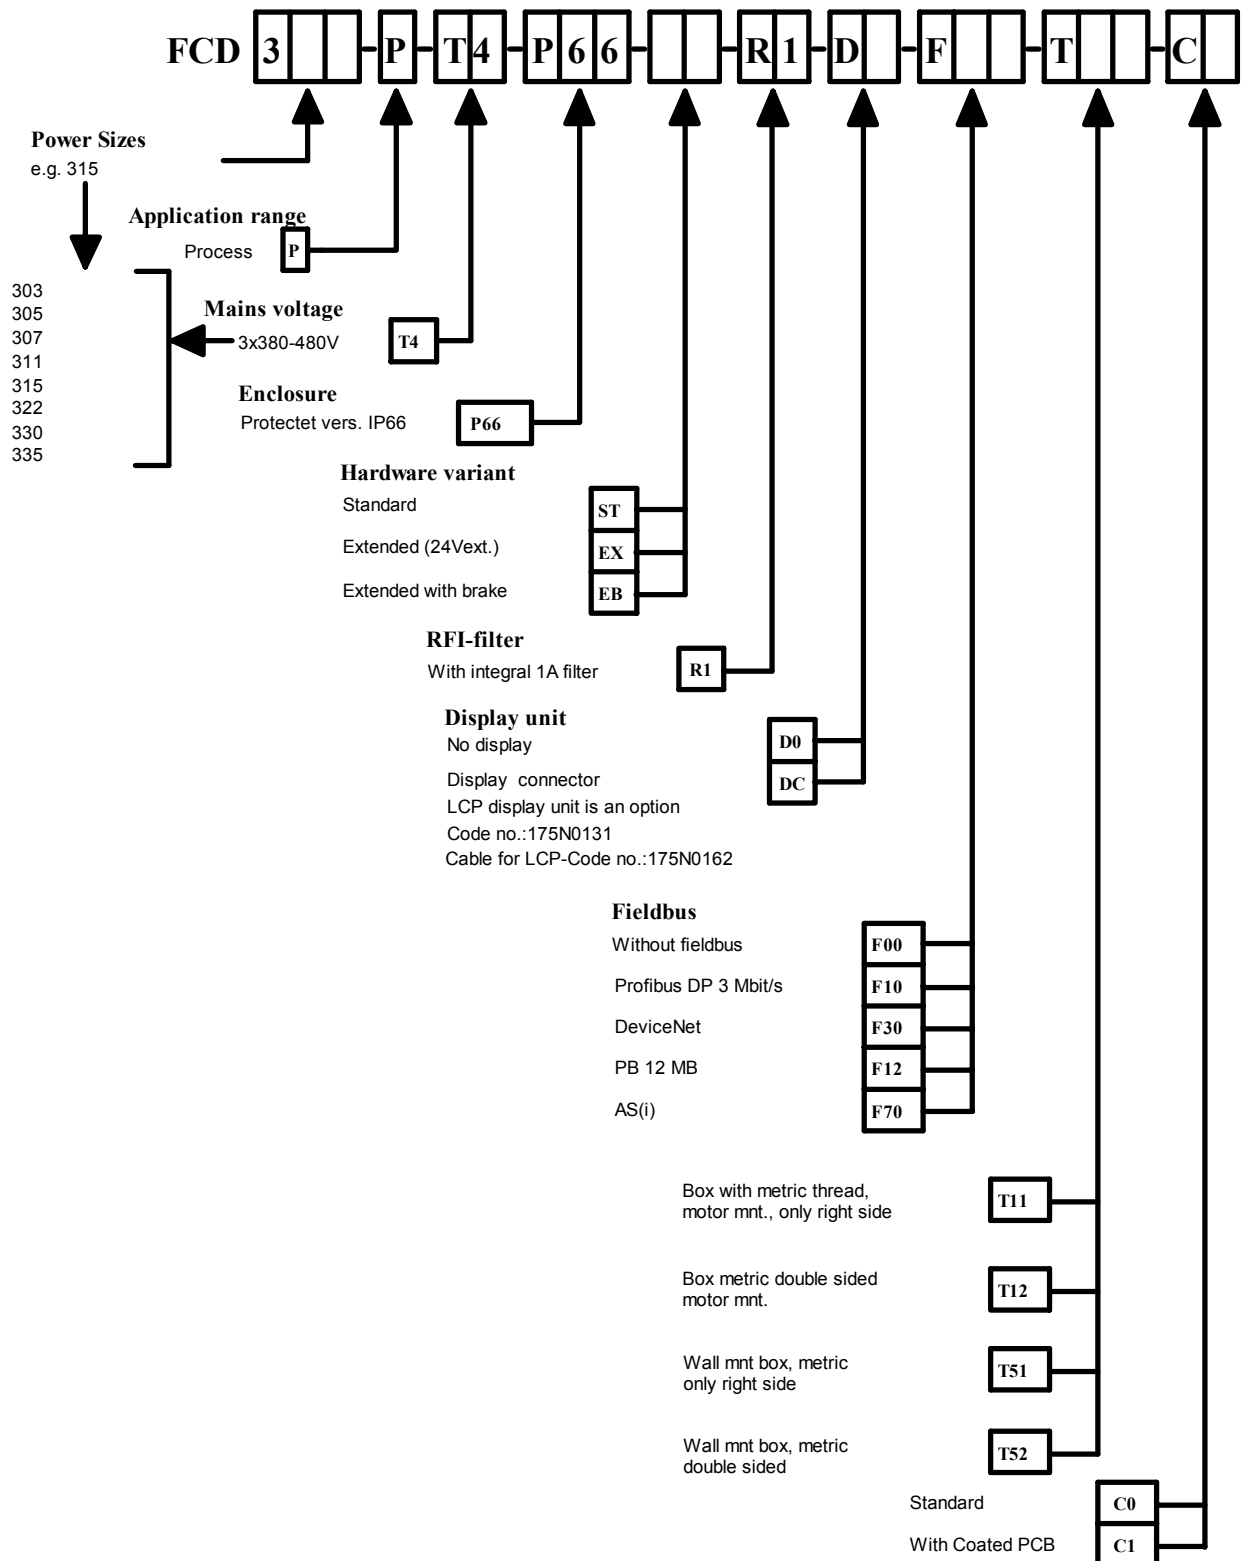 FCD 3 - P - T4 - P66 - - R1 - D - F - T - C
Power Sizes
e.g. 315
Application range
Process P
303
305
307
311
315
322
330
335
Mains voltage
3x380-480V T4
Enclosure
Protectet vers. IP66 P66
Hardware variant
Standard ST
Extended (24Vext.) EX
Extended with brake EB
RFI-filter
With integral 1A filter R1
Display unit
No display D0
Display connector DC
LCP display unit is an option
Code no.:175N0131
Cable for LCP-Code no.:175N0162
Fieldbus
Without fieldbus F00
Profibus DP 3 Mbit/s F10
DeviceNet F30
PB 12 MB F12
AS(i) F70
Box with metric thread,
motor mnt., only right side T11
Box metric double sided
motor mnt. T12
Wall mnt box, metric
only right side T51
Wall mnt box, metric
double sided T52
Standard C0
With Coated PCB C1